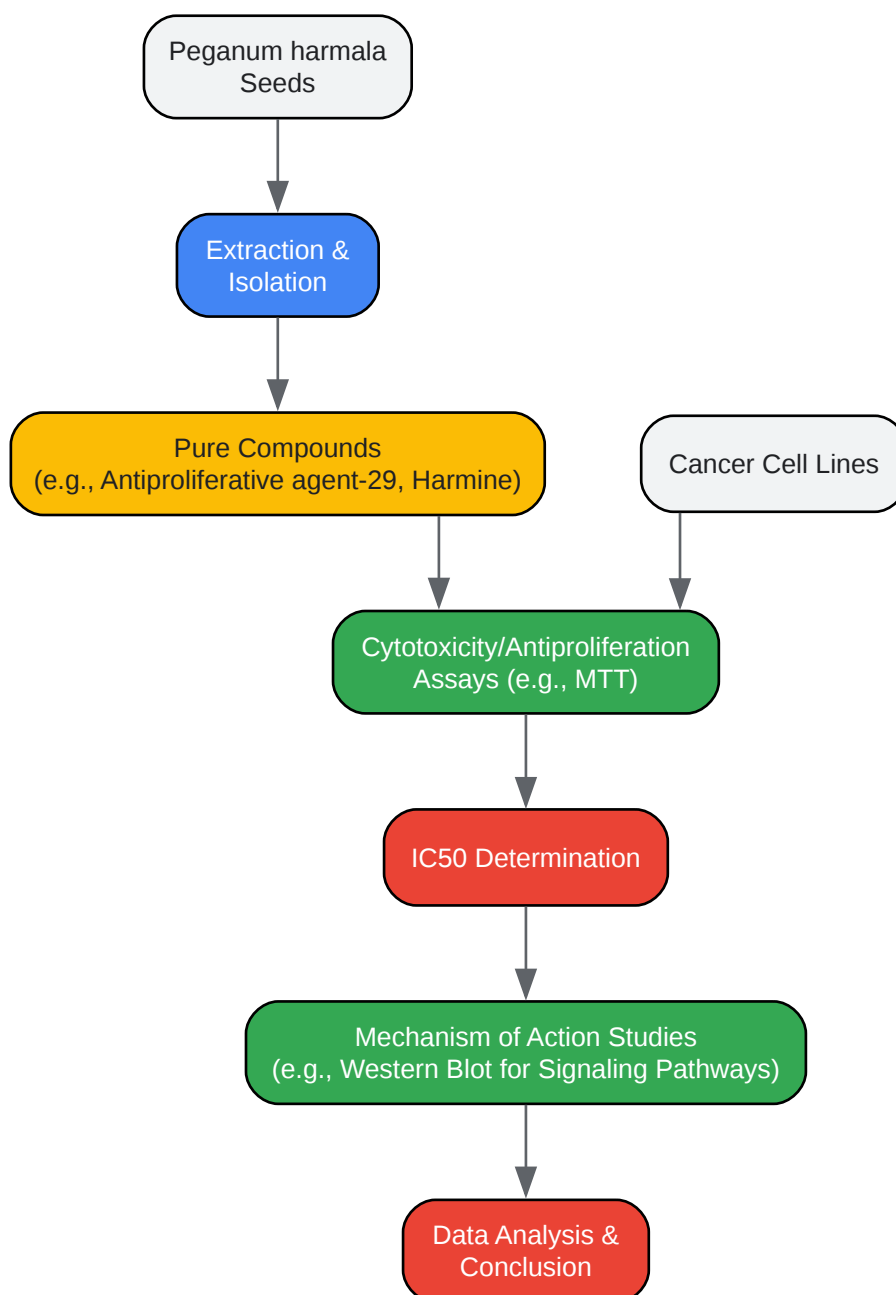 Peganum harmala
Seeds
Extraction &
Isolation
Pure Compounds
(e.g., Antiproliferative agent-29, Harmine)
Cancer Cell Lines
Cytotoxicity/Antiproliferation
Assays (e.g., MTT)
IC50 Determination
Mechanism of Action Studies
(e.g., Western Blot for Signaling Pathways)
Data Analysis &
Conclusion